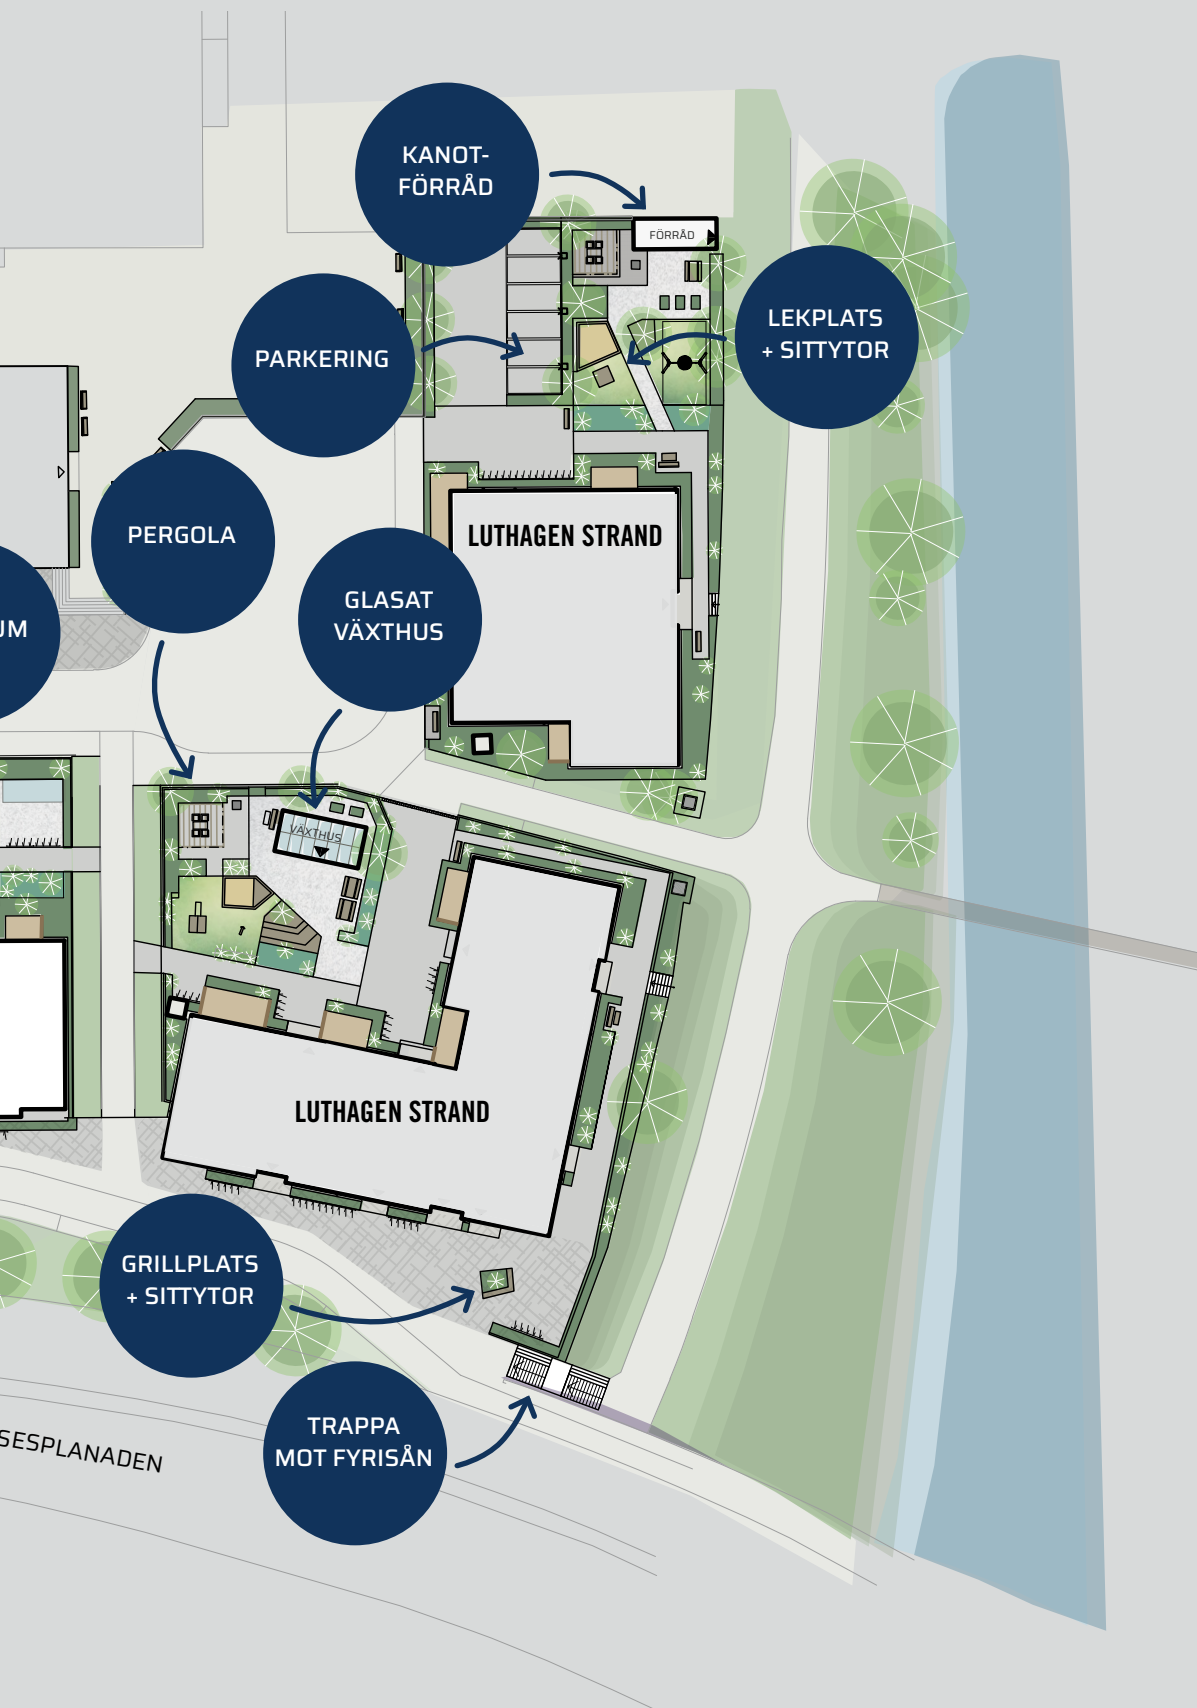 KANOT-
FÖRRÅD
FÖRRÅD
LEKPLATS
+ SITTYTOR
PARKERING
PERGOLA
LUTHAGEN STRAND
GLASAT
VÄXTHUS
UM
VÄXTHUS
LUTHAGEN STRAND
GRILLPLATS
+ SITTYTOR
TRAPPA
MOT FYRISÅN
SESPLANADEN